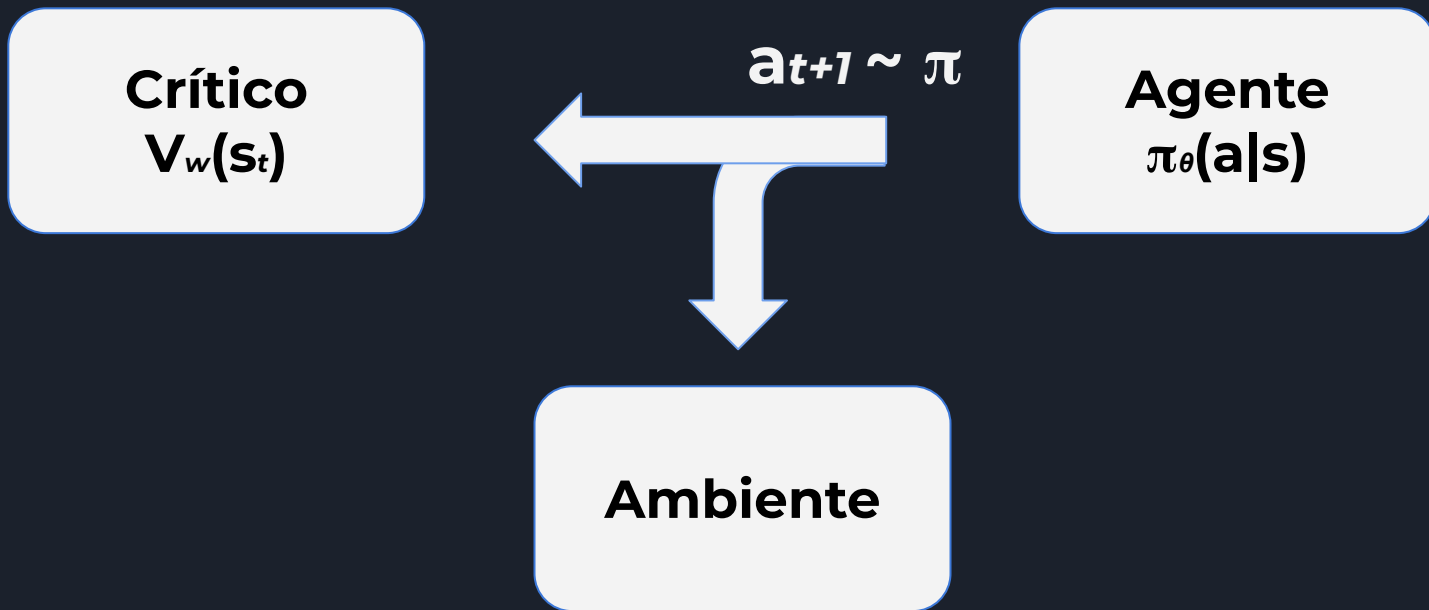 Crítico
Vw(st)
at+1 ~ π
Agente
πθ(a|s)
Ambiente